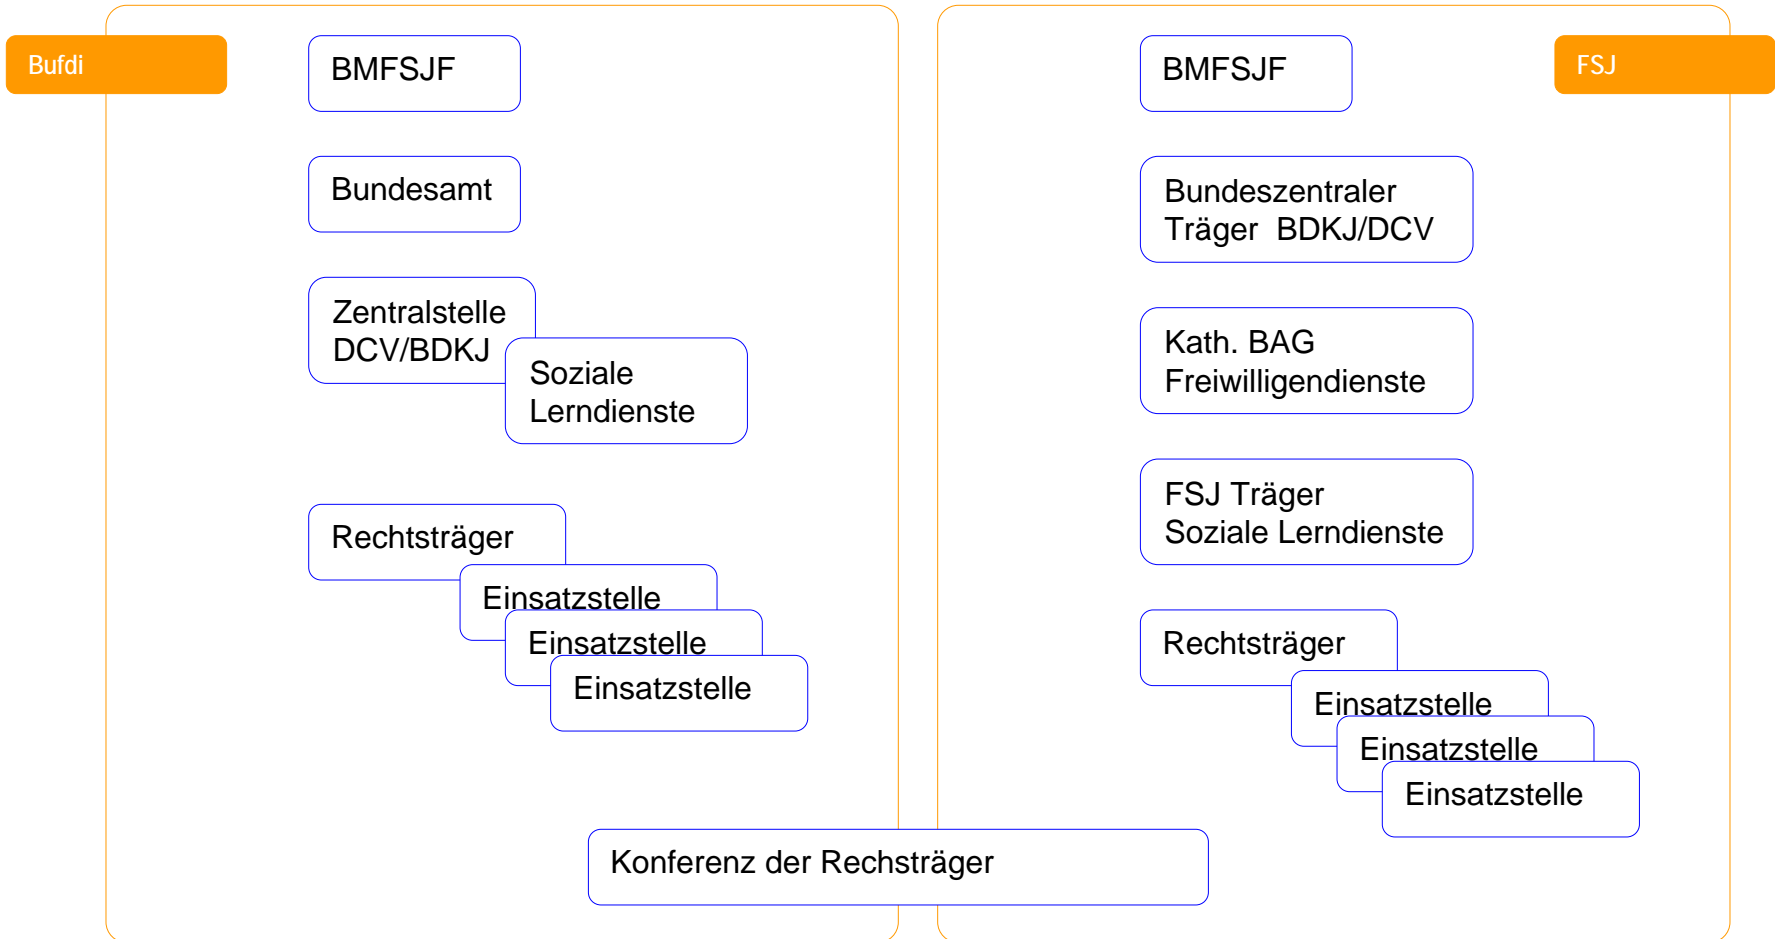 Bufdi
BMFSJF
Bundesamt
Zentralstelle
DCV/BDKJ
Soziale
Lerndienste
Rechtsträger
Einsatzstelle
Einsatzstelle
Einsatzstelle
FSJ
BMFSJF
Bundeszentraler
Träger BDKJ/DCV
Kath. BAG
Freiwilligendienste
FSJ Träger
Soziale Lerndienste
Rechtsträger
Einsatzstelle
Einsatzstelle
Einsatzstelle
Konferenz der Rechsträger